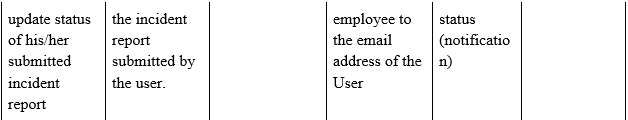 update status
of his/her
submitted
incident
report
the incident
report
submitted by
the user.
employee to
the email
address of the
User
status
(notificatio
n)